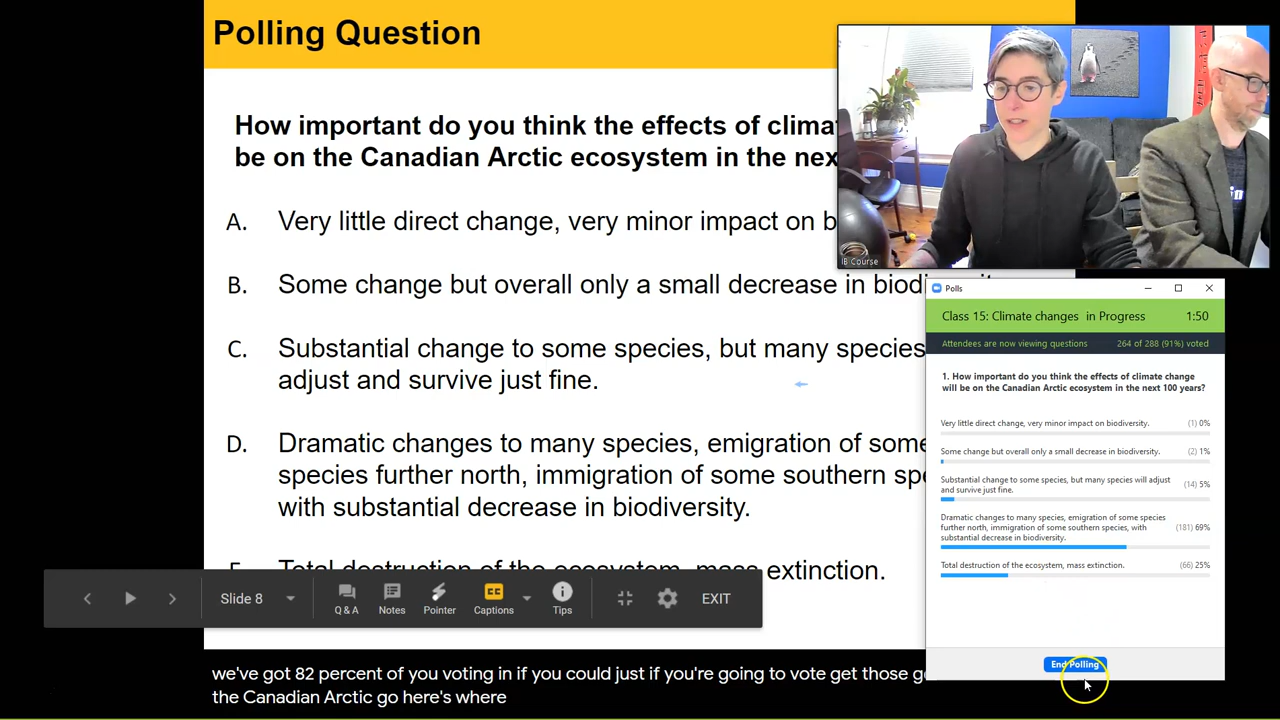 Polling Question
How important do you think the effects of clima
be on the Canadian Arctic ecosystem in the nex
A. Very little direct change, very minor impact on b
B. Some change but overall only a small decrease in biod
C. Substantial change to some species, but many species
adjust and survive just fine.
D. Dramatic changes to many species, emigration of some
species further north, immigration of some southern spe
with substantial decrease in biodiversity.
E. Total destruction of the ecosystem, mass extinction.
IB Course
Polls
Class 15: Climate changes in Progress 1:50
Attendees are now viewing questions 264 of 288 (91%) voted
1. How important do you think the effects of climate change
will be on the Canadian Arctic ecosystem in the next 100 years?
Very little direct change, very minor impact on biodiversity. (1) 0%
Some change but overall only a small decrease in biodiversity. (2) 1%
Substantial change to some species, but many species will adjust
and survive just fine. (14) 5%
Dramatic changes to many species, emigration of some species
further north, immigration of some southern species, with (181) 69%
substantial decrease in biodiversity.
Total destruction of the ecosystem, mass extinction. (66) 25%
End Polling
Slide 8
Q & A Notes Pointer Captions Tips
EXIT
we've got 82 percent of you voting in if you could just if you're going to vote get those g
the Canadian Arctic go here's where